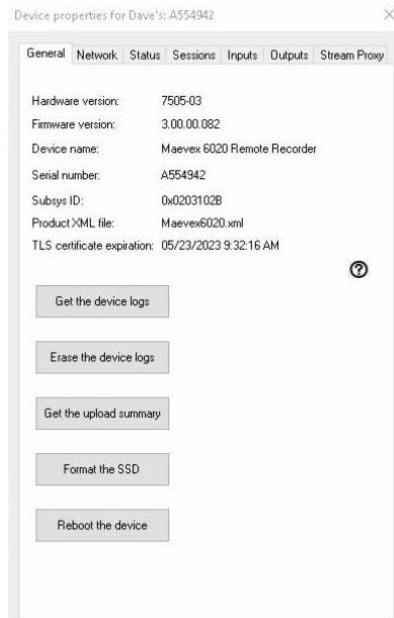 Device properties for Dave's: A554942
General Network Status Sessions Inputs Outputs Stream Proxy
Hardware version: 7505-03
Firmware version: 3.00.00.082
Device name: Maevex 6020 Remote Recorder
Serial number: A554942
Subsys ID: 0x0203102B
Product XML file: Maevex6020.xml
TLS certificate expiration: 05/23/2023 9:32:16 AM
Get the device logs
Erase the device logs
Get the upload summary
Format the SSD
Reboot the device